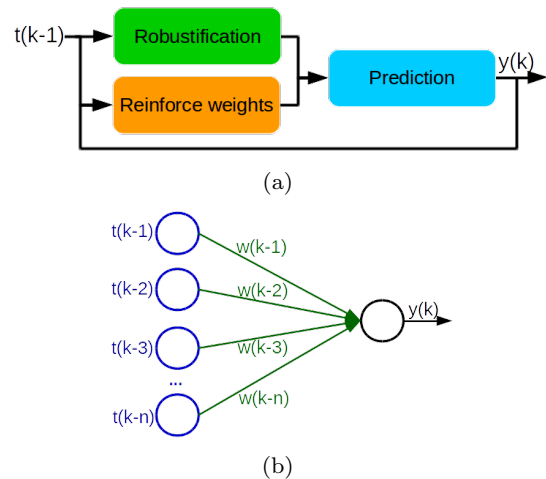 t(k-1)
Robustification
Reinforce weights
Prediction
y(k)
(a)
t(k-1)
w(k-1)
t(k-2)
w(k-2)
y(k)
t(k-3)
w(k-3)
...
t(k-n)
w(k-n)
(b)